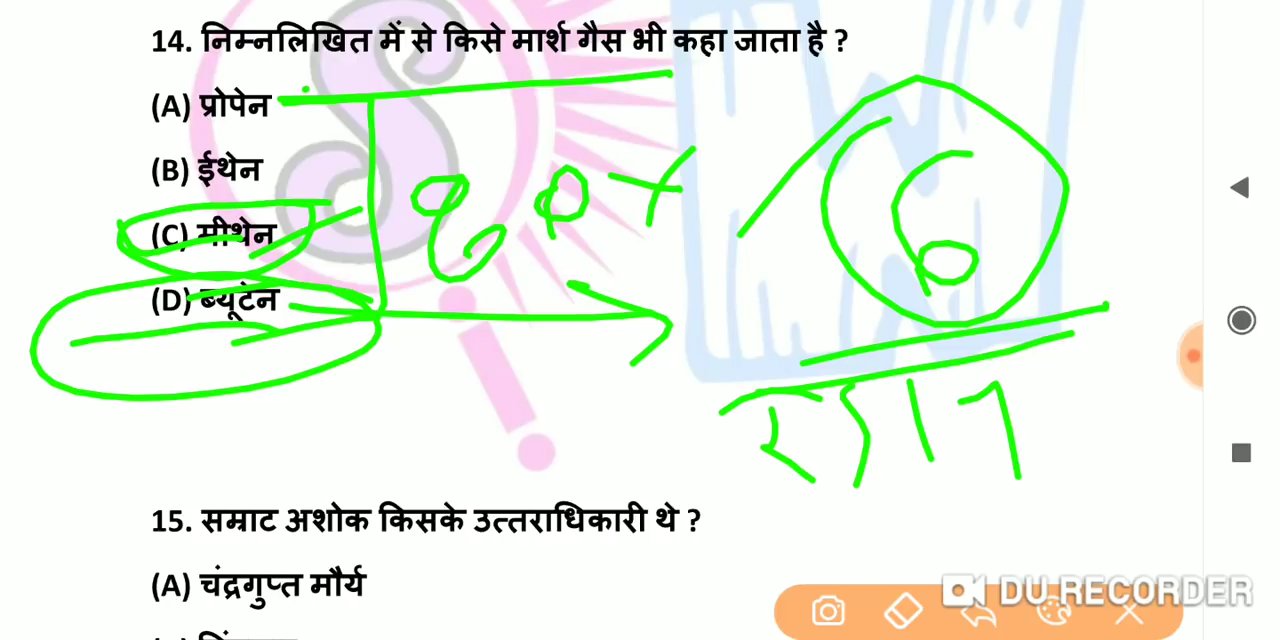 14. निम्नलिखित में से किसे मार्श गैस भी कहा जाता है ?
(A) प्रोपेन
(B) ईथेन
(C) मीथेन
(D) ब्यूटेन
15. सम्राट अशोक किसके उत्तराधिकारी थे ?
(A) चंद्रगुप्त मौर्य
DU RECORDER